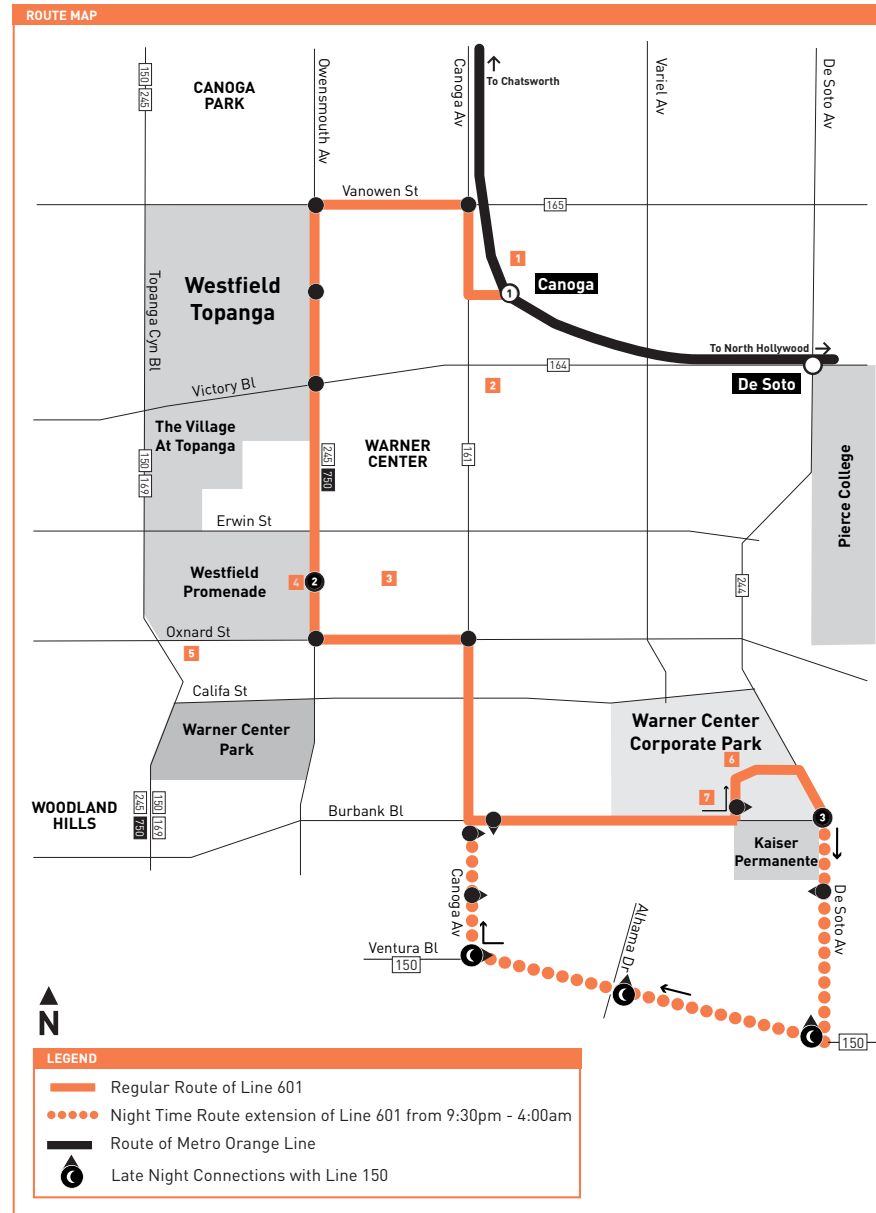 ROUTE MAP
150
245
CANOGA
PARK
Owensmouth Av
Canoga Av
To Chatsworth
Variel Av
De Soto Av
Vanowen St
165
Topanga Cyn Bl
Westfield
Topanga
1
1
Canoga
To North Hollywood
164
De Soto
2
Victory Bl
The Village
At Topanga
150
169
245
750
WARNER
CENTER
161
Pierce College
Erwin St
Westfield
Promenade
4
2
3
244
Oxnard St
5
Califa St
Warner Center
Park
Warner Center
Corporate Park
6
7
WOODLAND
HILLS
245
750
150
169
Burbank Bl
3
Kaiser
Permanente
Canoga Av
De Soto Av
Alhama Dr
Ventura Bl
150
150
N
LEGEND
Regular Route of Line 601
Night Time Route extension of Line 601 from 9:30pm - 4:00am
Route of Metro Orange Line
Late Night Connections with Line 150